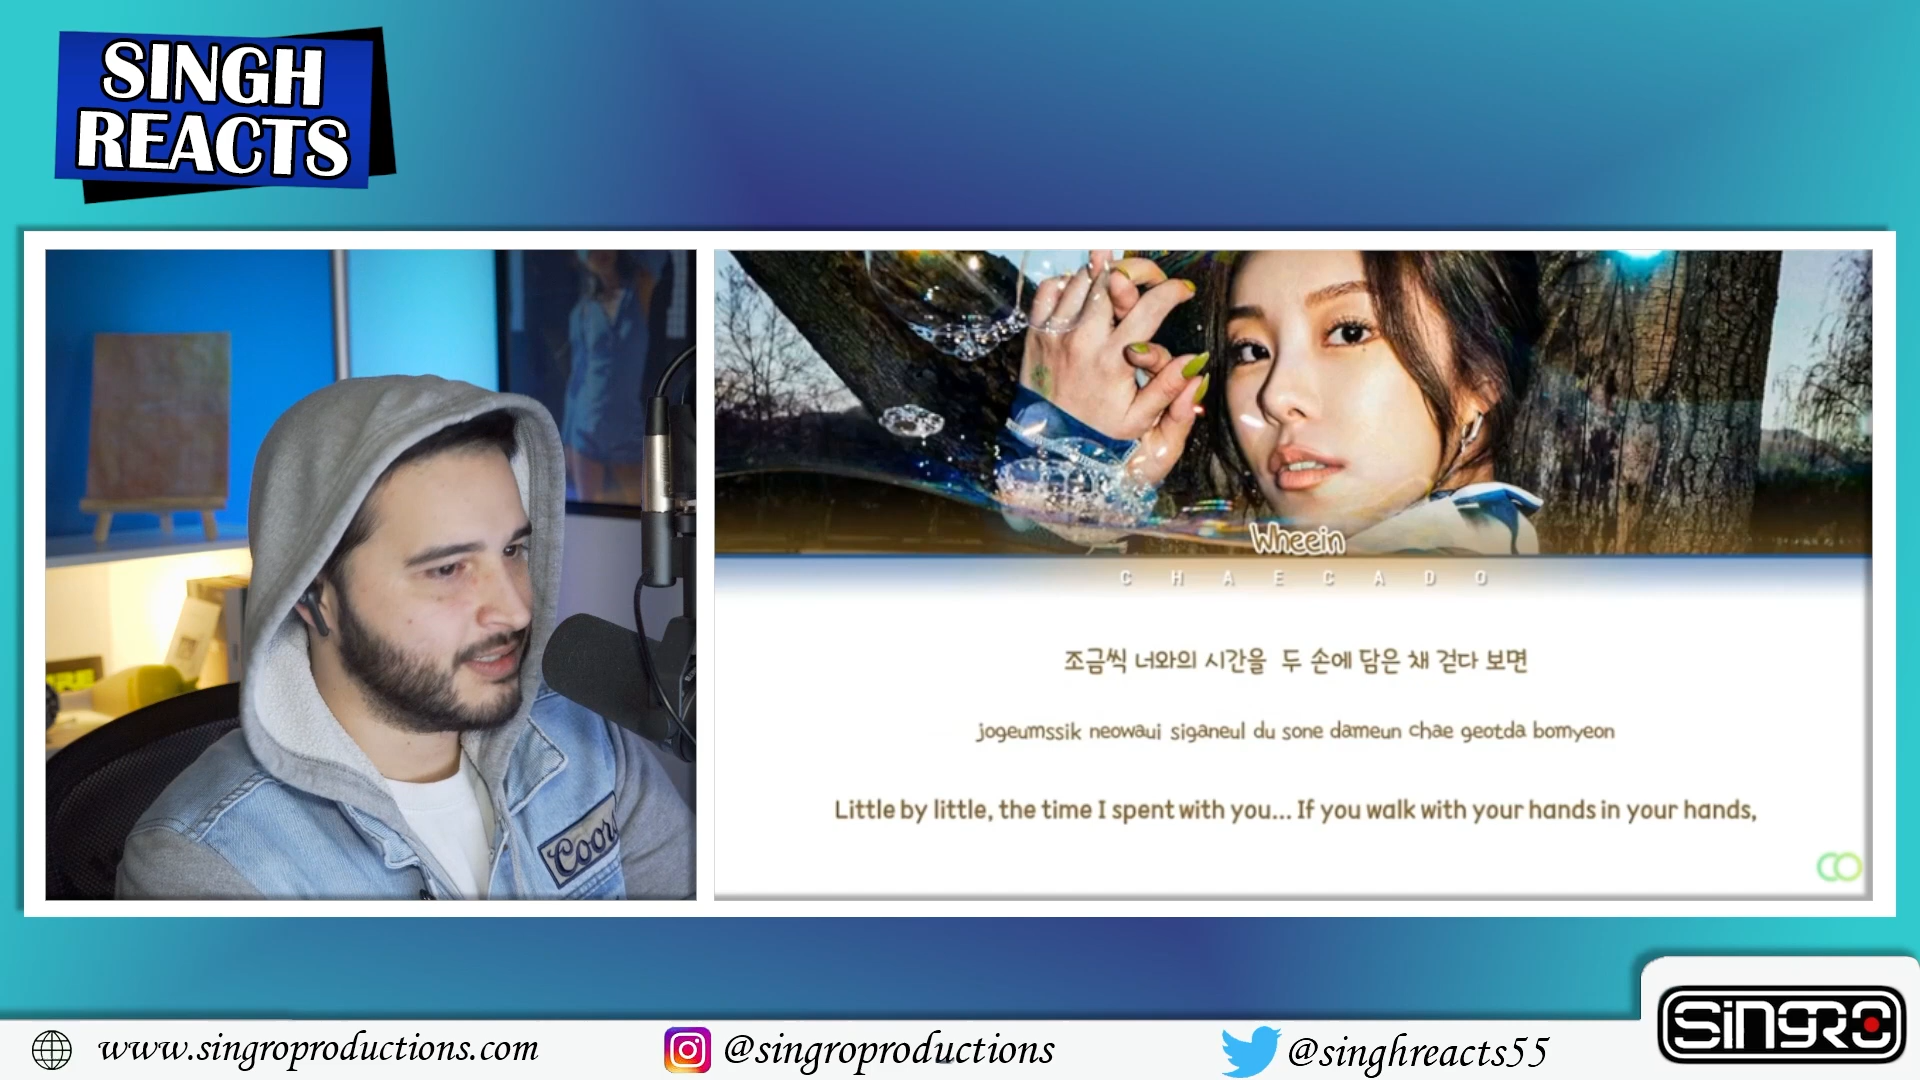 SINGH
REACTS
Coors
Wheein
CHAECADO
조금씩 너와의 시간을 두 손에 담은 채 걷다 보면
jogeumssik neowaui siganeul du sone dameun chae geotda bomyeon
Little by little, the time I spent with you... If you walk with your hands in your hands,
www.singroproductions.com
@singroproductions
@singhreacts55
SINGRO